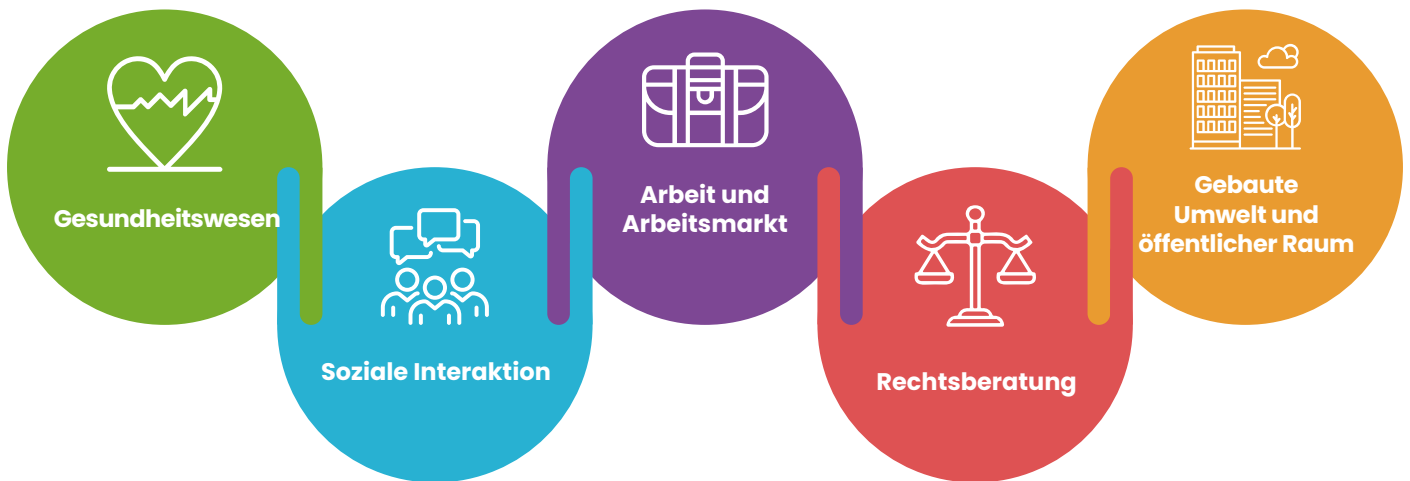 Gesundheitswesen
Soziale Interaktion
Arbeit und
Arbeitsmarkt
Rechtsberatung
Gebaute
Umwelt und
öffentlicher Raum